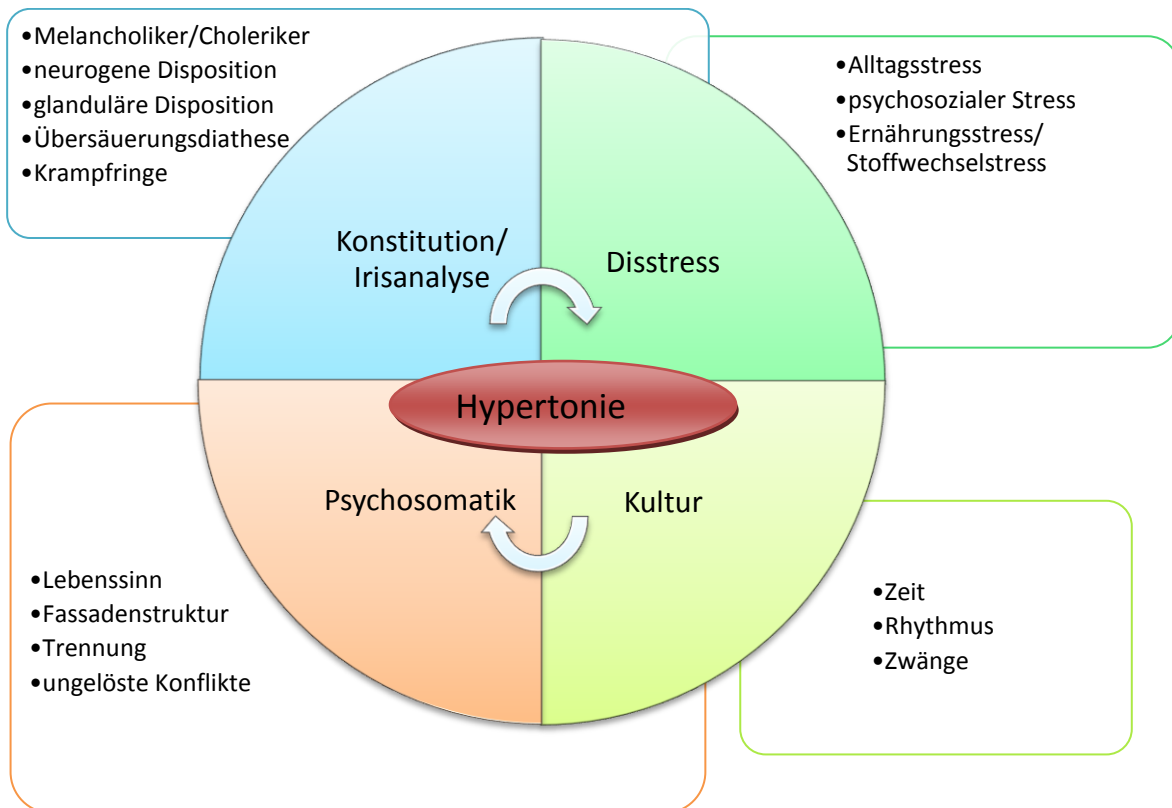 •Melancholiker/Choleriker
•neurogene Disposition
•glanduläre Disposition
•Übersäuerungsdiathese
•Krampfringe
•Alltagsstress
•psychosozialer Stress
•Ernährungsstress/
Stoffwechselstress
Konstitution/
Irisanalyse
Disstress
Hypertonie
Psychosomatik
Kultur
•Lebenssinn
•Fassadenstruktur
•Trennung
•ungelöste Konflikte
•Zeit
•Rhythmus
•Zwänge